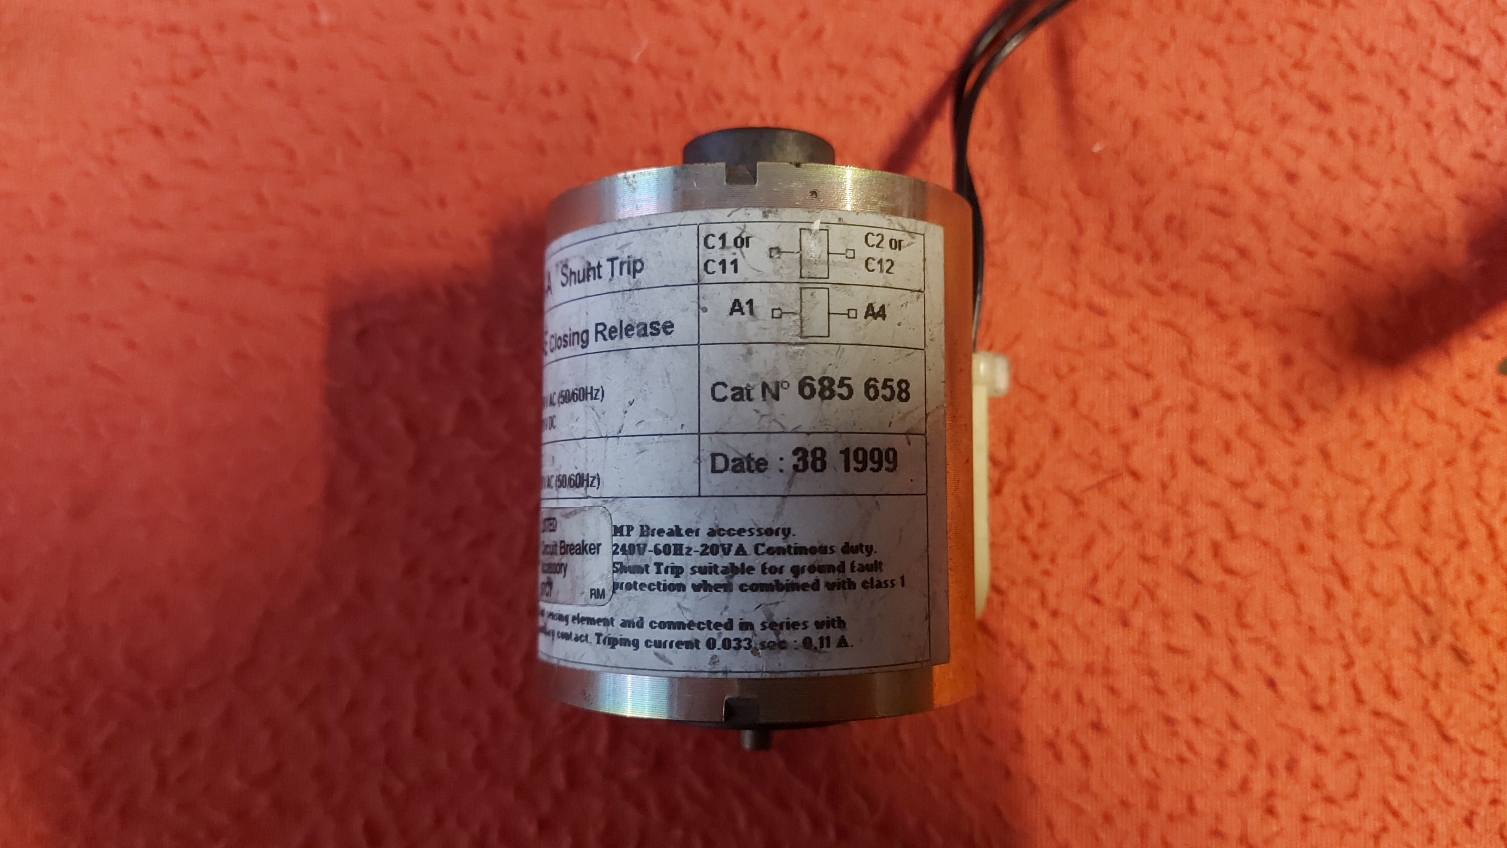 Shunt Trip
C1 or
C11
C2 or
C12
Closing Release
A1
A4
AC (50/60Hz)
DC
Cat N° 685 658
AC (50/60Hz)
Date : 38 1999
Circuit Breaker
RM
MP Breaker accessory.
240V-60Hz-20VA Continous duty.
Shunt Trip suitable for ground fault
protection when combined with class 1
element and connected in series with
contact. Triping current 0.033 sec : 0,11 A.